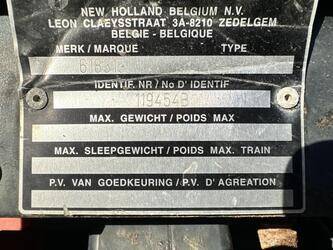 NEW HOLLAND BELGIUM N.V.
LEON CLAEYSSTRAAT 3A-8210 ZEDELGEM
BELGIE - BELGIQUE
MERK / MARQUE TYPE
IDENTIF. NR / No D' IDENTIF
119454B
MAX. GEWICHT / POIDS MAX
MAX. SLEEPGEWICHT / POIDS MAX. TRAIN
P.V. VAN GOEDKEURING / P.V. D' AGREATION